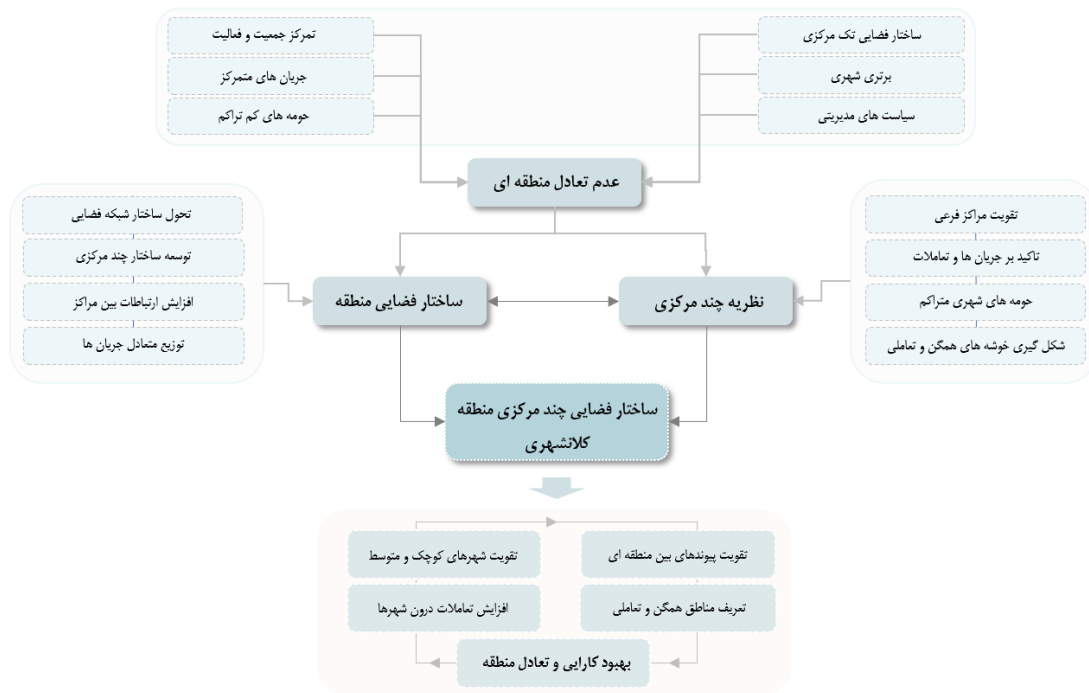 ساختار فضایی تک مرکزی
برتری شهری
سیاست های مدیریتی
تمرکز جمعیت و فعالیت
جریان های متمرکز
حومه های کم تراکم
عدم تعادل منطقه ای
تقویت مراکز فرعی
تاکید بر جریان ها و تعاملات
حومه های شهری متراکم
شکل گیری خوشه های همگن و تعاملی
نظریه چند مرکزی
ساختار فضایی منطقه
تحول ساختار شبکه فضایی
توسعه ساختار چند مرکزی
افزایش ارتباطات بین مراکز
توزیع متعادل جریان ها
ساختار فضایی چند مرکزی منطقه
کلانشهری
تقویت پیوندهای بین منطقه ای
تعریف مناطق همگن و تعاملی
تقویت شهرهای کوچک و متوسط
افزایش تعاملات درون شهرها
بهبود کارایی و تعادل منطقه